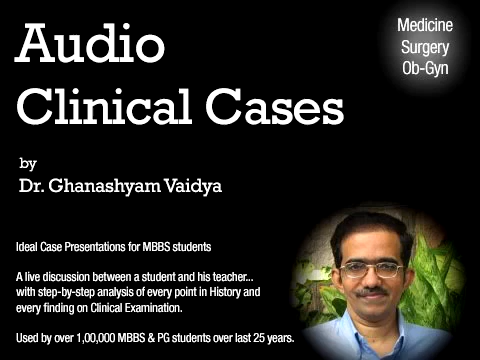 Audio
Clinical Cases
Medicine
Surgery
Ob-Gyn
by
Dr. Ghanashyam Vaidya
Ideal Case Presentations for MBBS students
A live discussion between a student and his teacher...
with step-by-step analysis of every point in History and
every finding on Clinical Examination.
Used by over 1,00,000 MBBS & PG students over last 25 years.